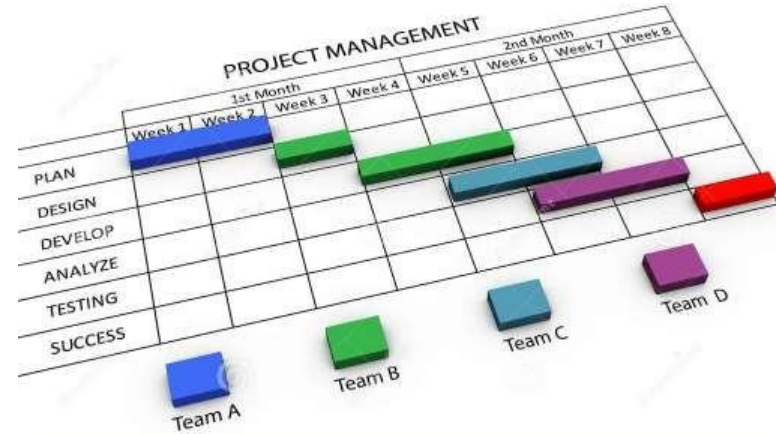 PROJECT MANAGEMENT
1st Month
2nd Month
Week 1 Week 2 Week 3 Week 4 Week 5 Week 6 Week 7 Week 8
PLAN
DESIGN
DEVELOP
ANALYZE
TESTING
SUCCESS
Team A
Team B
Team C
Team D